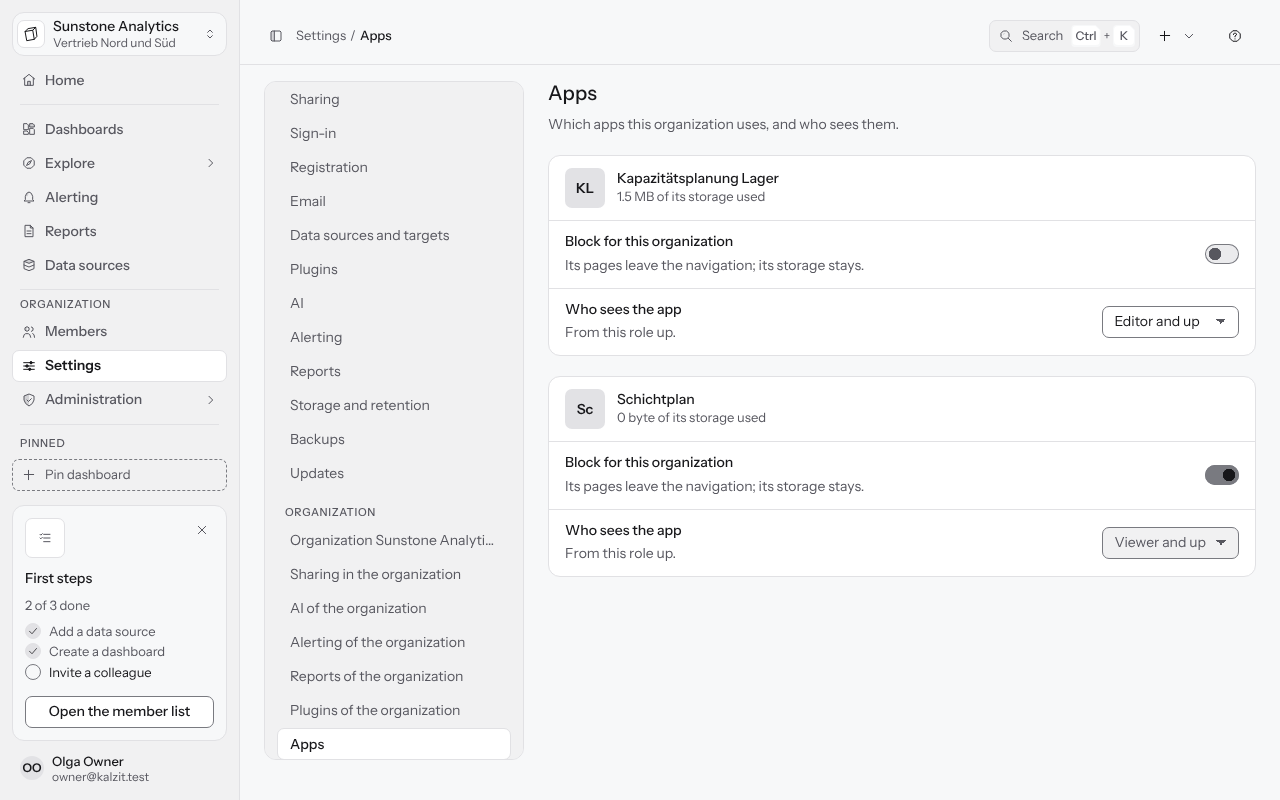 Sunstone Analytics
Vertrieb Nord und Süd
Home
Dashboards
Explore
Alerting
Reports
Data sources
ORGANIZATION
Members
Settings
Administration
PINNED
Pin dashboard
First steps
2 of 3 done
Add a data source
Create a dashboard
Invite a colleague
Open the member list
OO
Olga Owner
owner@kalzit.test
Settings / Apps
Search Ctrl + K
Sharing
Sign-in
Registration
Email
Data sources and targets
Plugins
AI
Alerting
Reports
Storage and retention
Backups
Updates
ORGANIZATION
Organization Sunstone Analyti...
Sharing in the organization
AI of the organization
Alerting of the organization
Reports of the organization
Plugins of the organization
Apps
Apps
Which apps this organization uses, and who sees them.
KL
Kapazitätsplanung Lager
1.5 MB of its storage used
Block for this organization
Its pages leave the navigation; its storage stays.
Who sees the app
From this role up.
Editor and up
Sc
Schichtplan
0 byte of its storage used
Block for this organization
Its pages leave the navigation; its storage stays.
Who sees the app
From this role up.
Viewer and up